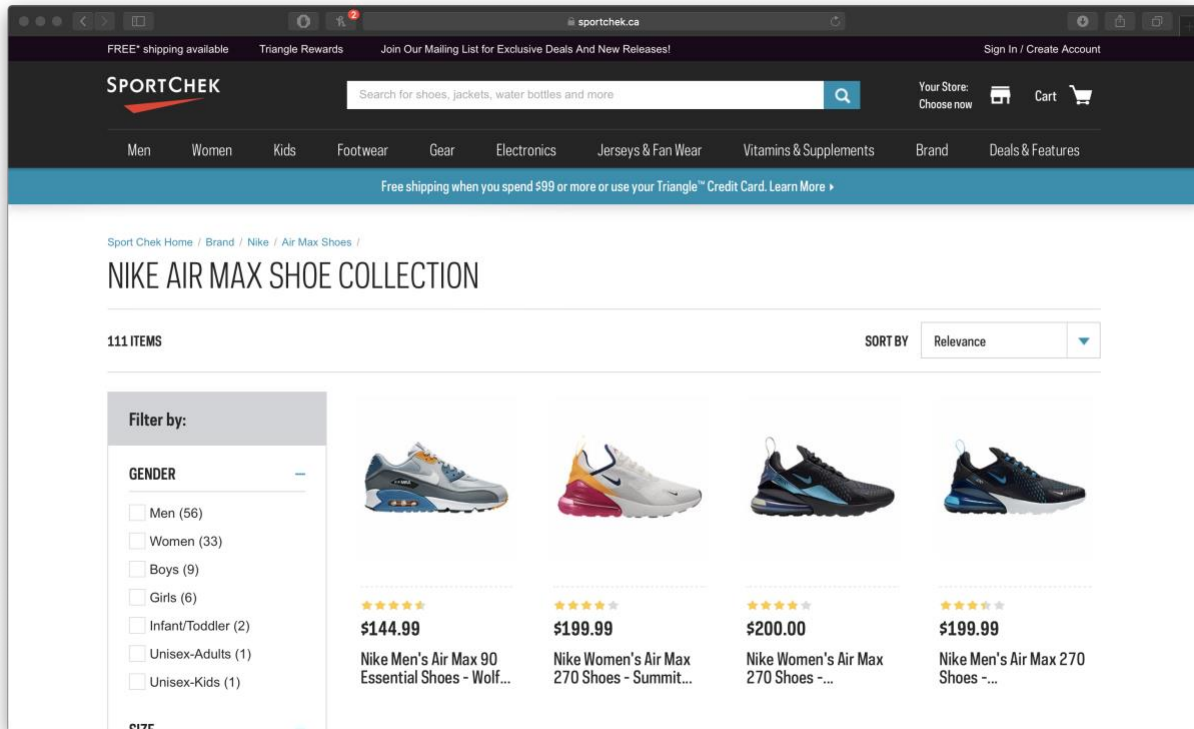 2
sportchek.ca
FREE* shipping available Triangle Rewards Join Our Mailing List for Exclusive Deals And New Releases! Sign In / Create Account
SPORTCHEK
Search for shoes, jackets, water bottles and more
Your Store:
Choose now
Cart
Men Women Kids Footwear Gear Electronics Jerseys & Fan Wear Vitamins & Supplements Brand Deals & Features
Free shipping when you spend $99 or more or use your Triangle™ Credit Card. Learn More
Sport Chek Home / Brand / Nike / Air Max Shoes /
NIKE AIR MAX SHOE COLLECTION
111 ITEMS
SORT BY Relevance
Filter by:
GENDER
Men (56)
Women (33)
Boys (9)
Girls (6)
Infant/Toddler (2)
Unisex-Adults (1)
Unisex-Kids (1)
SIZE
$144.99
Nike Men's Air Max 90
Essential Shoes - Wolf...
$199.99
Nike Women's Air Max
270 Shoes - Summit...
$200.00
Nike Women's Air Max
270 Shoes -...
$199.99
Nike Men's Air Max 270
Shoes -...